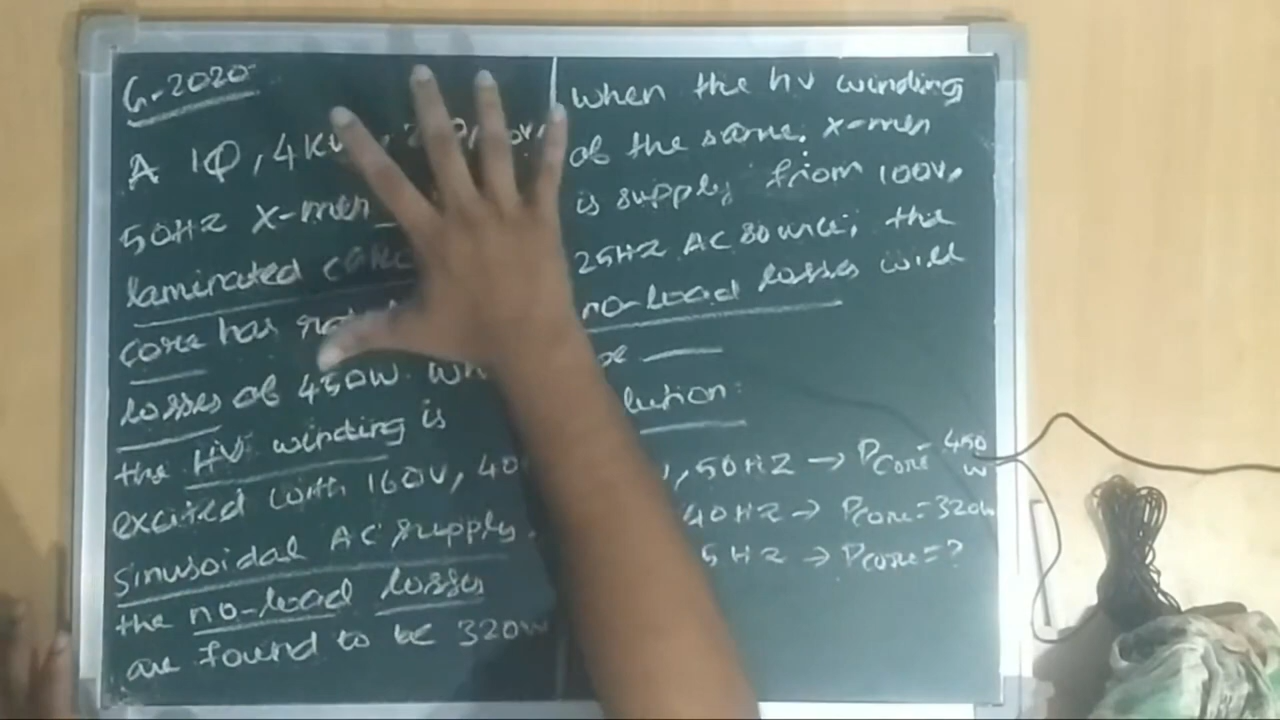 G-2020
A 1Φ, 4K
50HZ X-mer
laminated
core has
losses of 450W.
the HV winding is
excited with 160V, 40
sinusoidal AC supply.
the no-load losses
are found to be 320W
When the hv winding
of the same X-mer
is supply from 100V,
25HZ AC source, the
no-load losses will
lution:
, 50HZ → Pcore = 450 W
40HZ → Pcore = 320W
5HZ → Pcore = ?